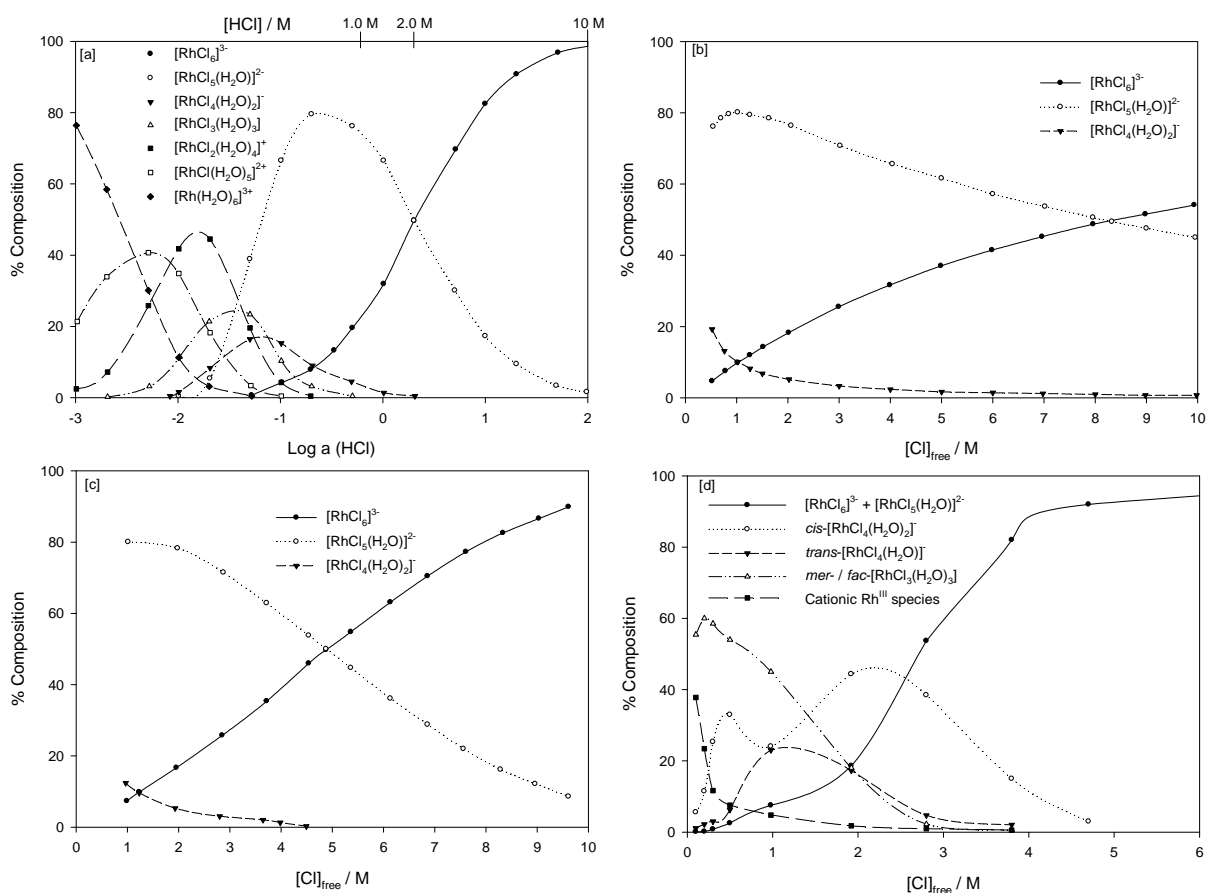 [HCl] / M
1.0 M 2.0 M 10 M
[a]
[RhCl6]3-
[RhCl5(H2O)]2-
[RhCl4(H2O)2]-
[RhCl3(H2O)3]
[RhCl2(H2O)4]+
[RhCl(H2O)5]2+
[Rh(H2O)6]3+
100
80
60
40
20
0
% Composition
-3 -2 -1 0 1 2
Log a (HCl)
[b]
[RhCl6]3-
[RhCl5(H2O)]2-
[RhCl4(H2O)2]-
100
80
60
40
20
0
% Composition
0 1 2 3 4 5 6 7 8 9 10
[Cl]free / M
[c]
[RhCl6]3-
[RhCl5(H2O)]2-
[RhCl4(H2O)2]-
100
80
60
40
20
0
% Composition
0 1 2 3 4 5 6 7 8 9 10
[Cl]free / M
[d]
[RhCl6]3- + [RhCl5(H2O)]2-
cis-[RhCl4(H2O)2]-
trans-[RhCl4(H2O)]-
mer- / fac-[RhCl3(H2O)3]
Cationic RhIII species
100
80
60
40
20
0
% Composition
0 1 2 3 4 5 6
[Cl]free / M